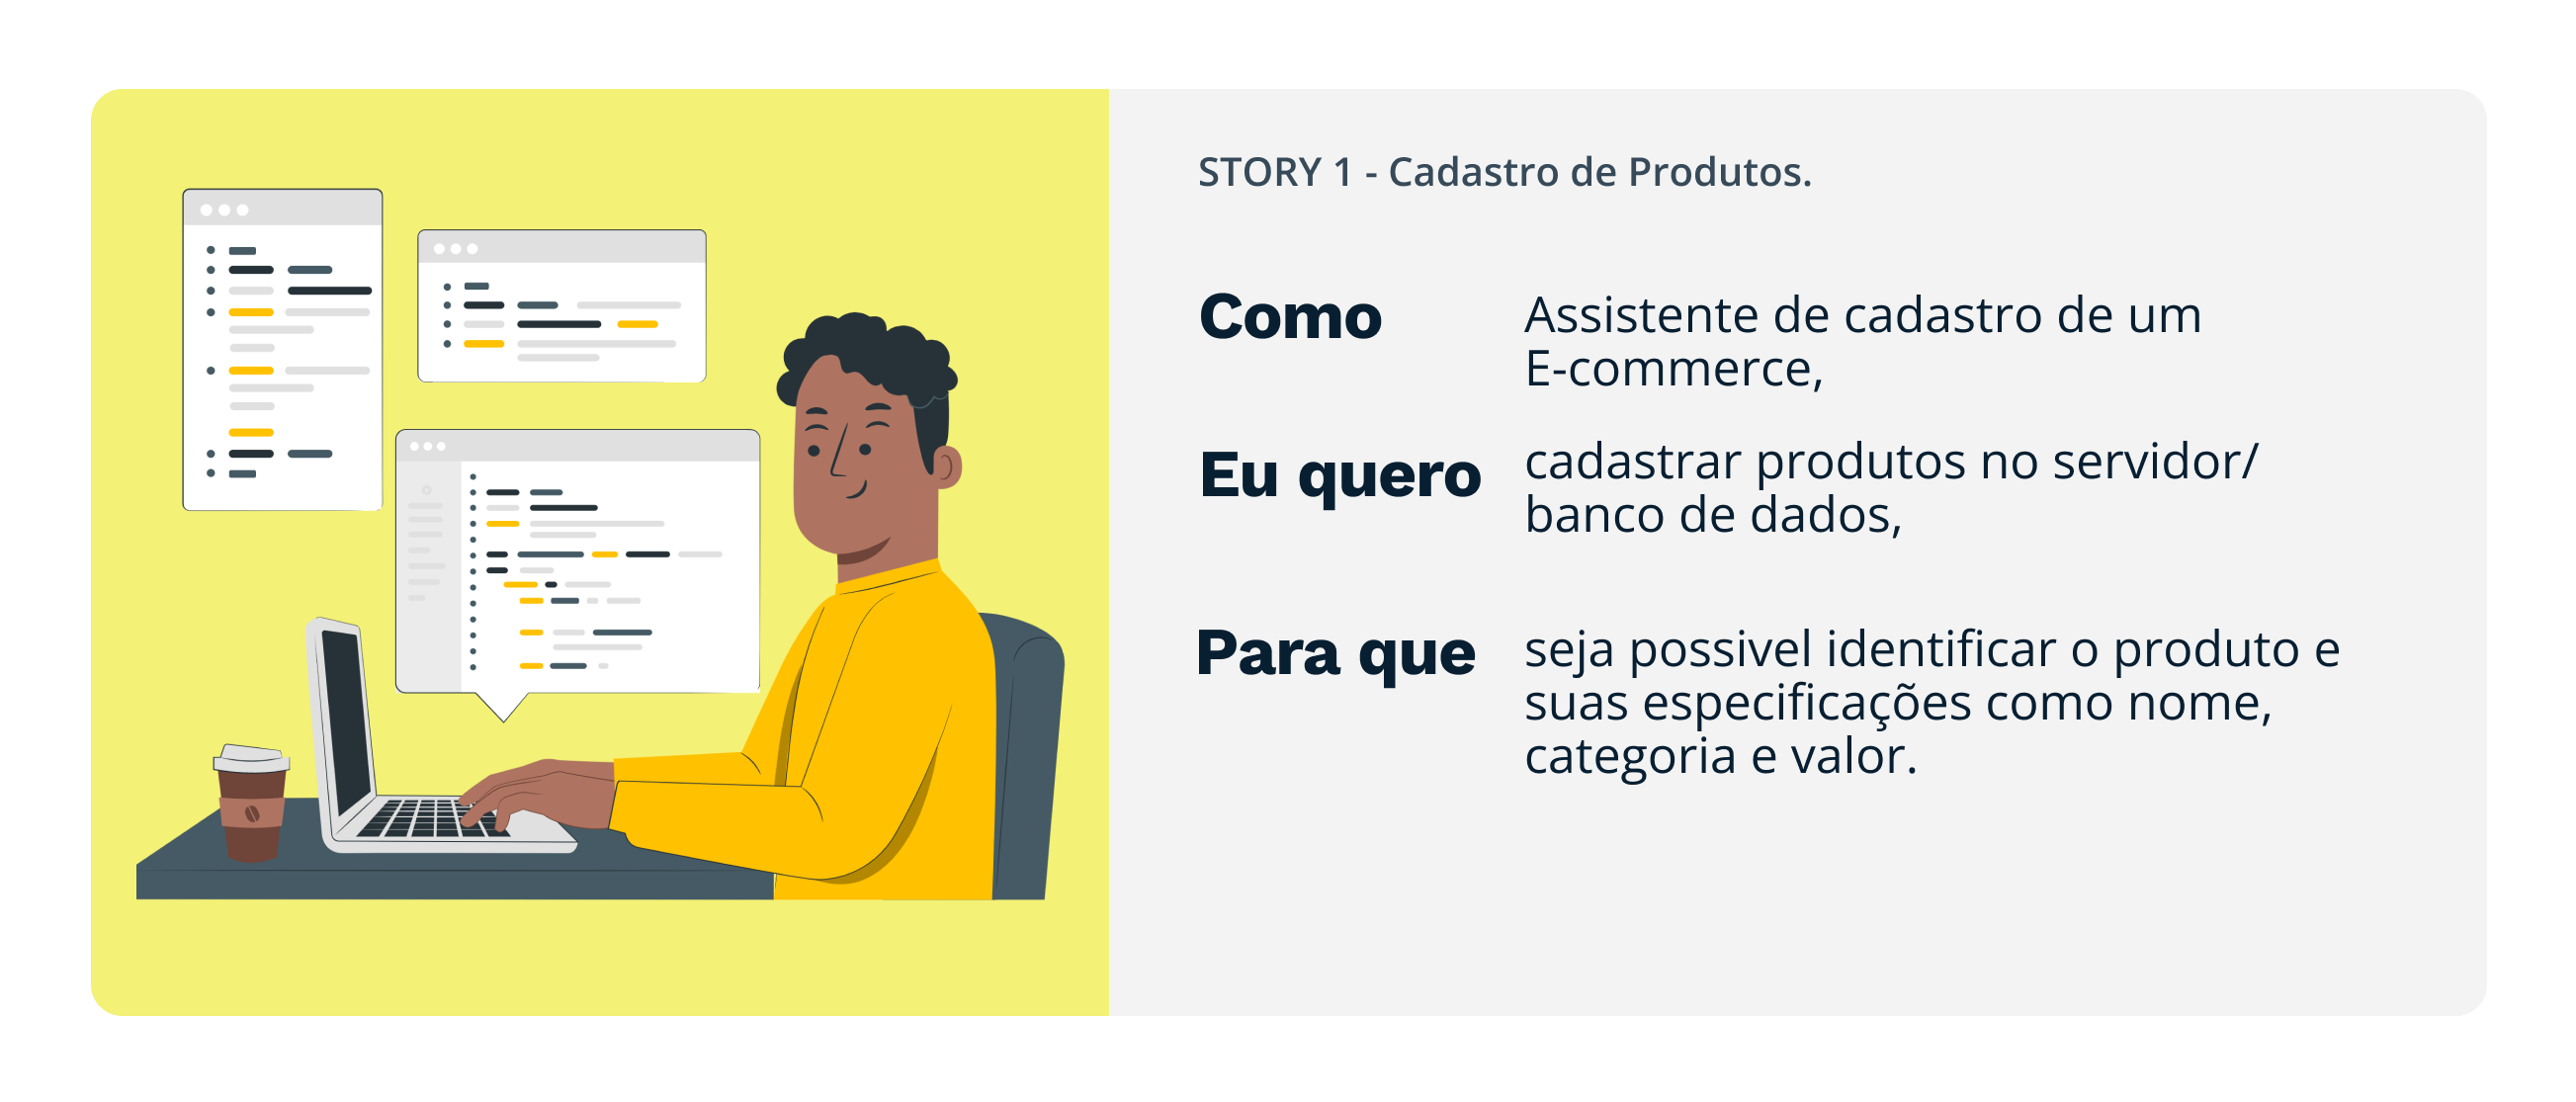 STORY 1 - Cadastro de Produtos.
Como Assistente de cadastro de um
E-commerce,
Eu quero cadastrar produtos no servidor/
banco de dados,
Para que seja possivel identificar o produto e
suas especificações como nome,
categoria e valor.